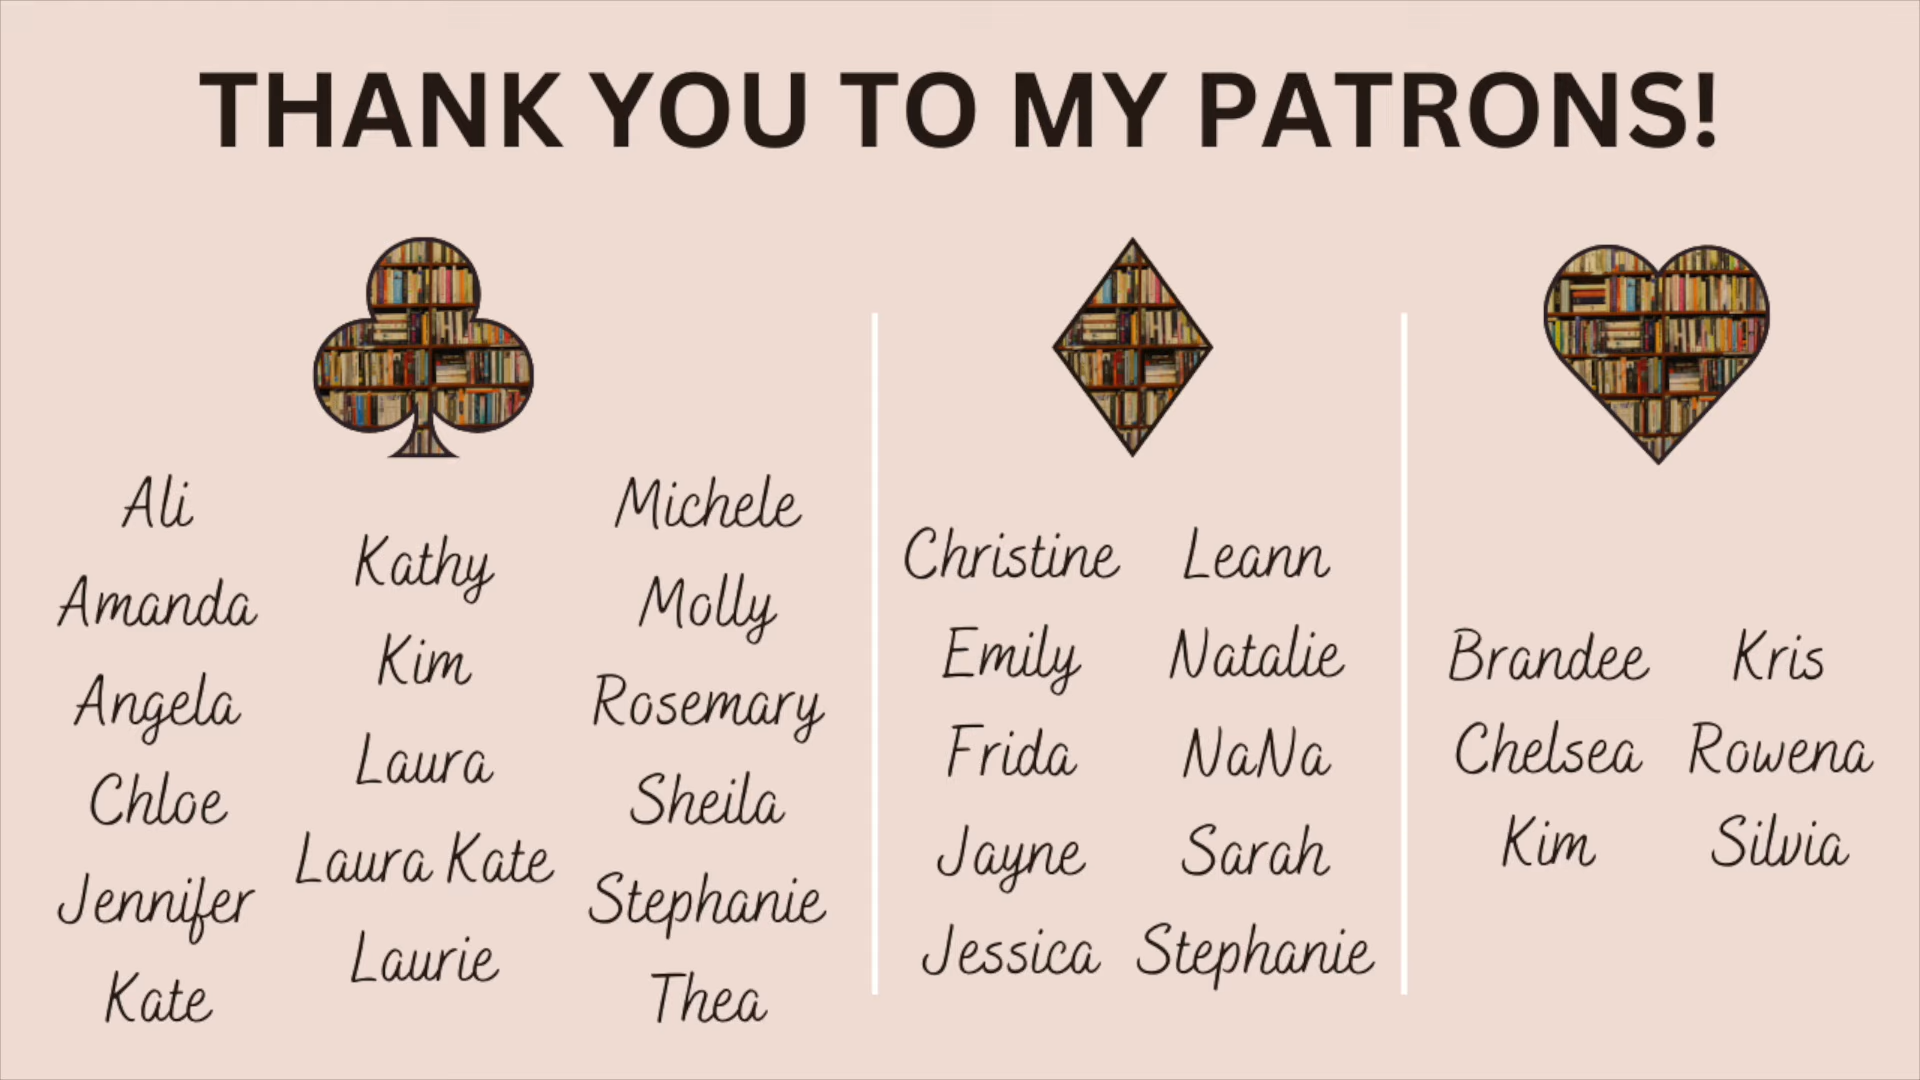 THANK YOU TO MY PATRONS!
Ali
Amanda
Angela
Chloe
Jennifer
Kate
Kathy
Kim
Laura
Laura Kate
Laurie
Michele
Molly
Rosemary
Sheila
Stephanie
Thea
Christine
Emily
Frida
Jayne
Jessica
Leann
Natalie
NaNa
Sarah
Stephanie
Brandee
Chelsea
Kim
Kris
Rowena
Silvia